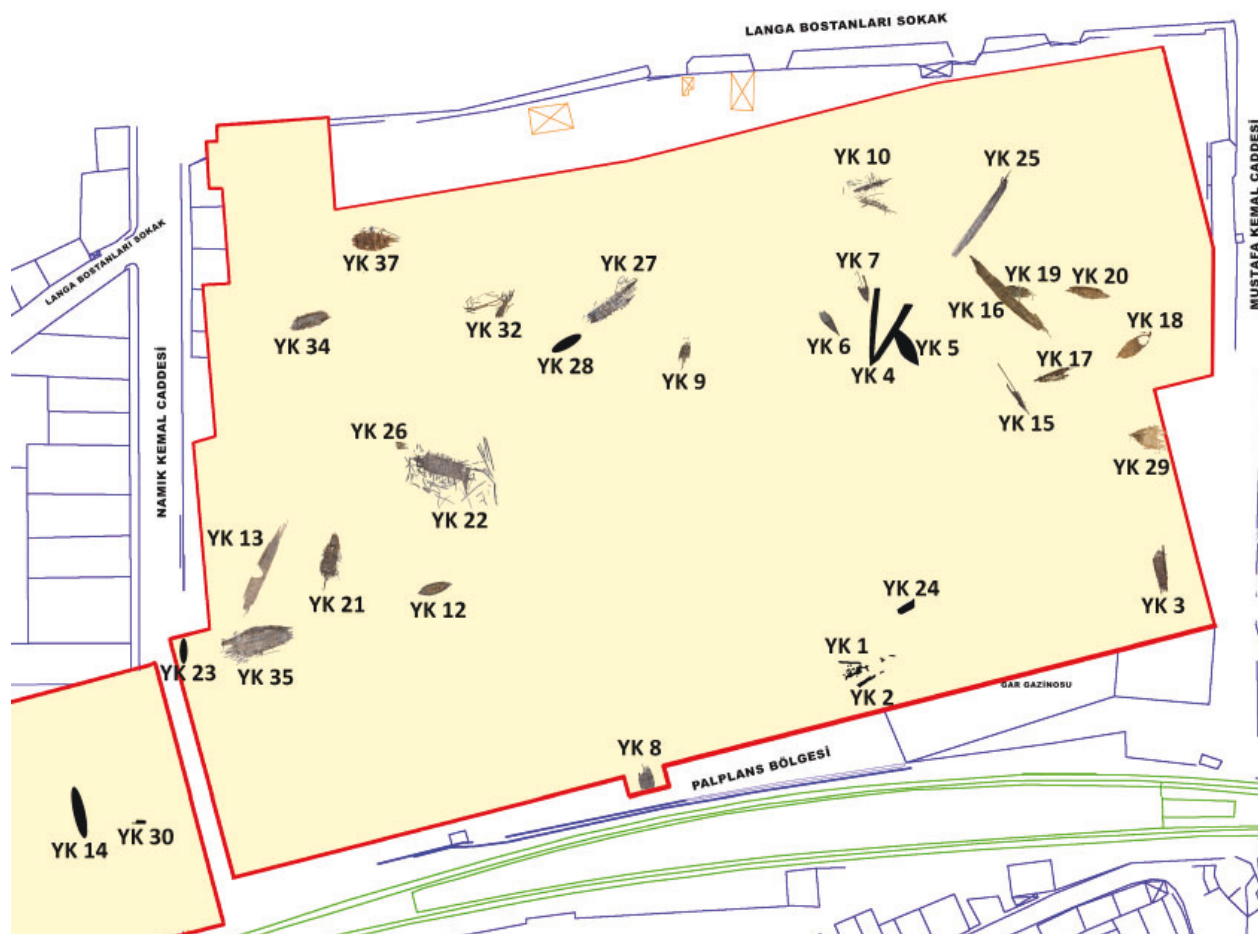 LANGA BOSTANLARI SOKAK
MUSTAFA KEMAL CADDESİ
LANGA BOSTANLARI SOKAK
NAMIK KEMAL CADDESİ
YK 10
YK 25
YK 37
YK 27
YK 7
YK 19
YK 20
YK 16
YK 32
YK 34
YK 28
YK 9
YK 6
YK 4
YK 5
YK 18
YK 17
YK 15
YK 26
YK 29
YK 22
YK 13
YK 21
YK 12
YK 24
YK 3
YK 23
YK 35
YK 1
YK 2
GAR GAZİNOSU
YK 8
PALPLANS BÖLGESİ
YK 14
YK 30